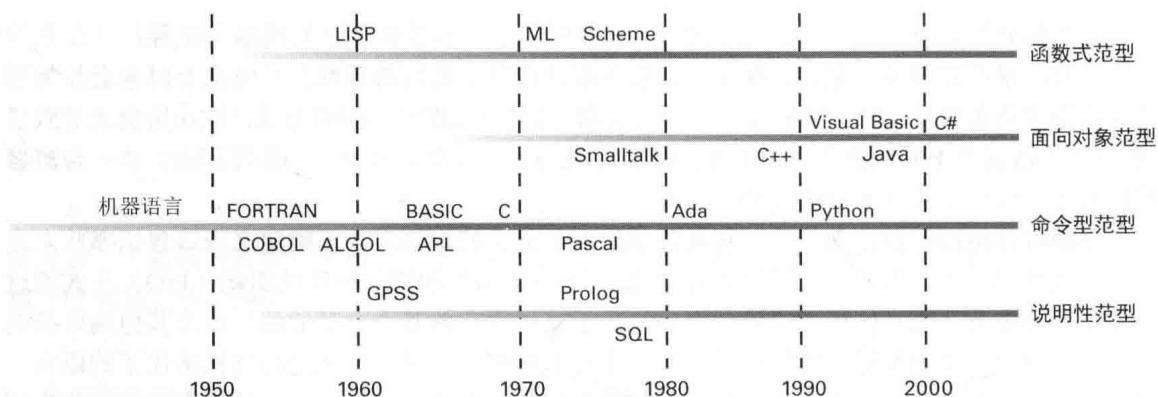 LISP ML Scheme
函数式范型
Visual Basic C#
面向对象范型
Smalltalk C++ Java
机器语言 FORTRAN BASIC C Ada Python
命令型范型
COBOL ALGOL APL Pascal
GPSS Prolog
说明性范型
SQL
1950 1960 1970 1980 1990 2000